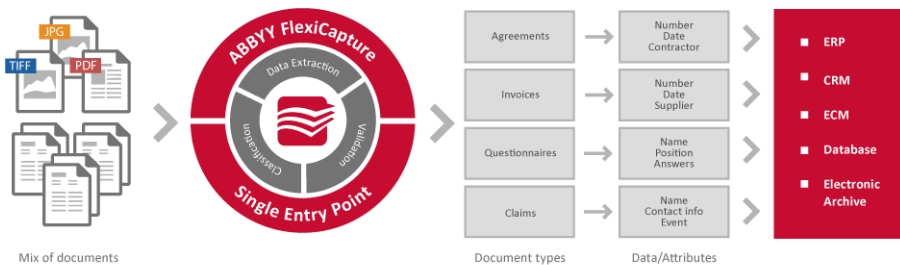 JPG
TIFF
PDF
Mix of documents
ABBYY FlexiCapture
Data Extraction
Classification
Validation
Single Entry Point
Agreements
Number
Date
Contractor
Invoices
Number
Date
Supplier
Questionnaires
Name
Position
Answers
Claims
Name
Contact info
Event
Document types
Data/Attributes
ERP
CRM
ECM
Database
Electronic
Archive